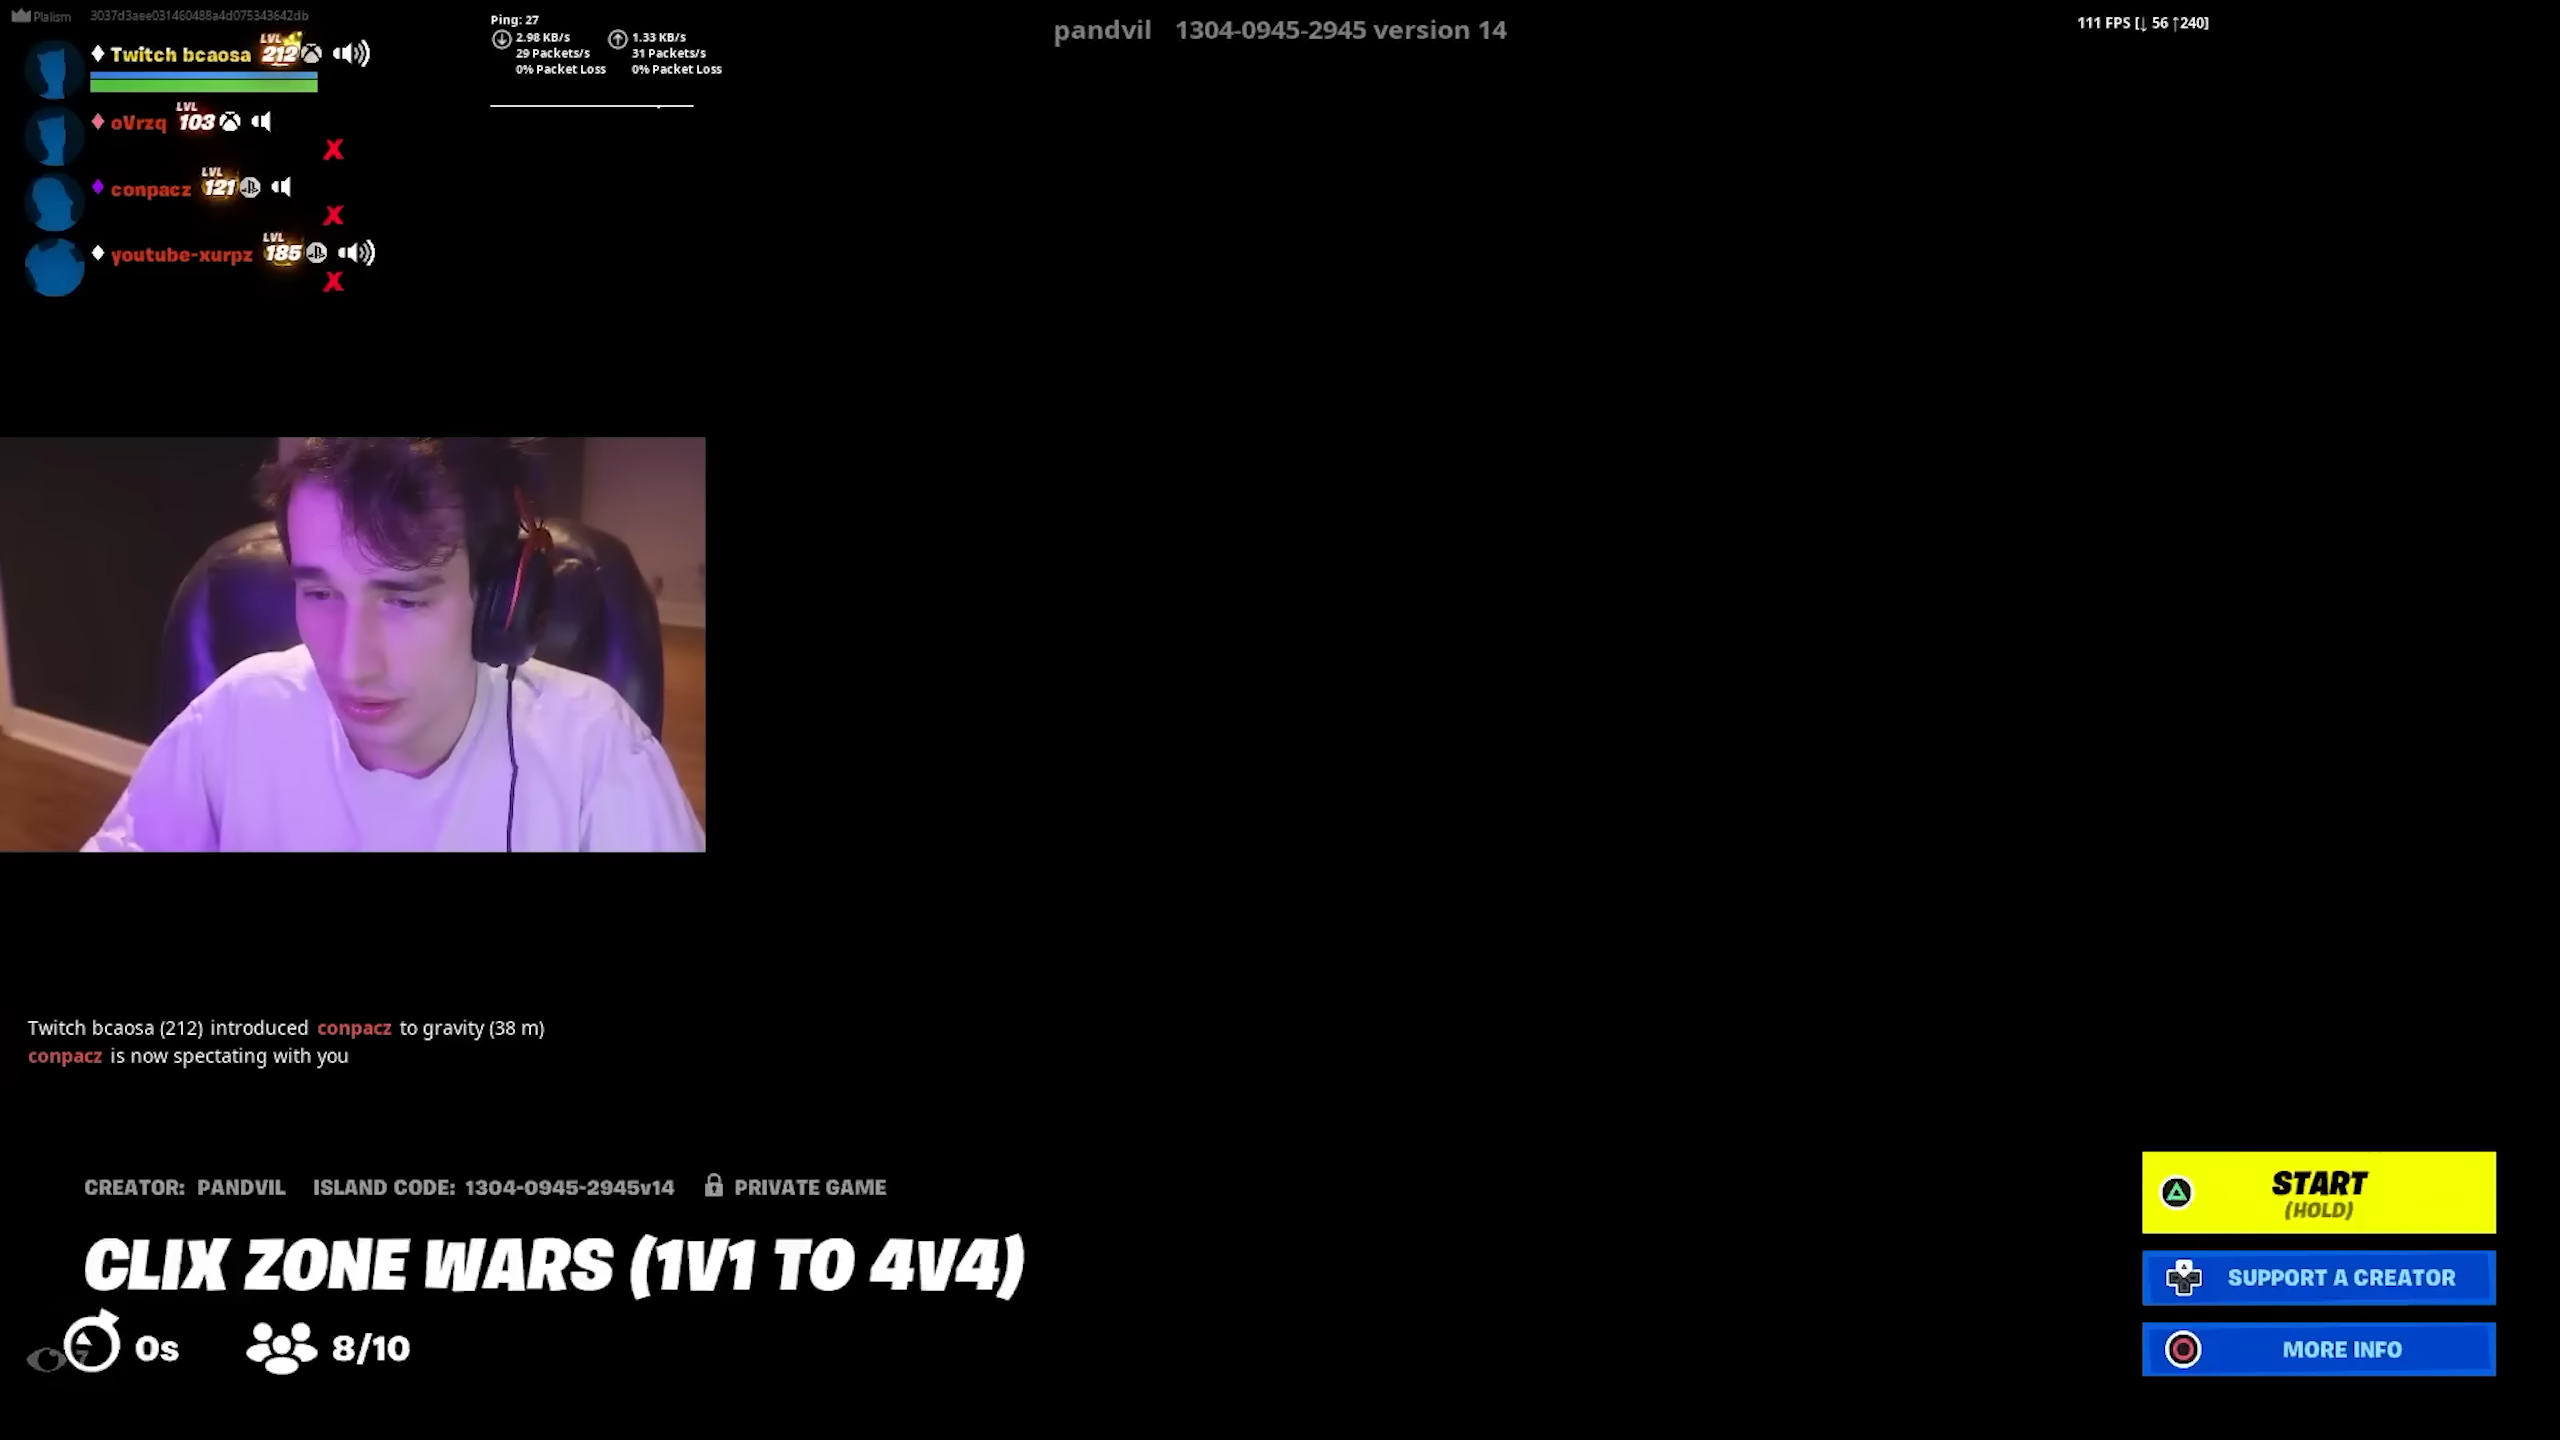 Plalism 3037d3aee031460488a4d075343642db
Twitch bcaosa LVL 212
oVrzq LVL 103
X
conpacz LVL 121
X
youtube-xurpz LVL 185
X
Ping: 27
2.98 KB/s 1.33 KB/s
29 Packets/s 31 Packets/s
0% Packet Loss 0% Packet Loss
pandvil 1304-0945-2945 version 14
111 FPS [↓ 56 ↑240]
Twitch bcaosa (212) introduced conpacz to gravity (38 m)
conpacz is now spectating with you
CREATOR: PANDVIL ISLAND CODE: 1304-0945-2945v14 PRIVATE GAME
CLIX ZONE WARS (1V1 TO 4V4)
0s 8/10
START
(HOLD)
SUPPORT A CREATOR
MORE INFO